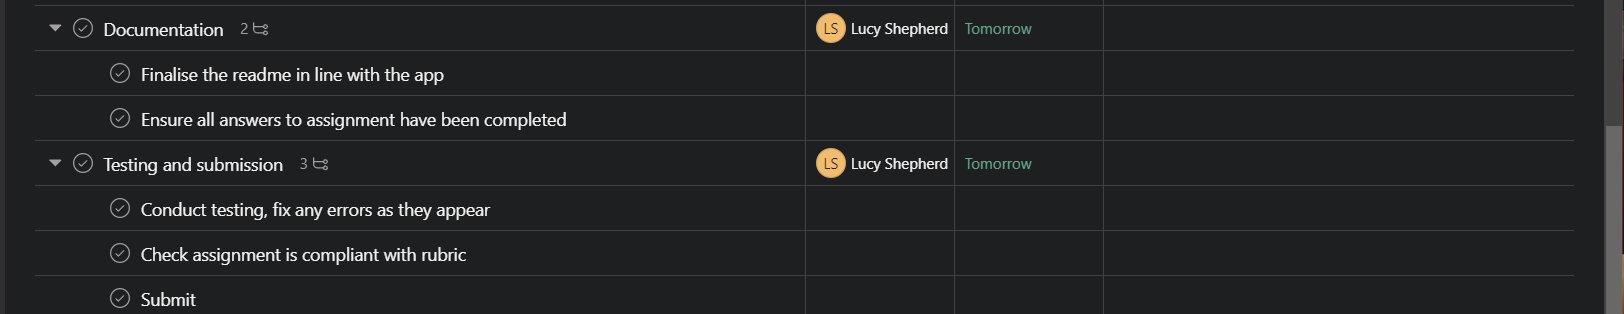 Documentation 2 LS Lucy Shepherd Tomorrow
Finalise the readme in line with the app
Ensure all answers to assignment have been completed
Testing and submission 3 LS Lucy Shepherd Tomorrow
Conduct testing, fix any errors as they appear
Check assignment is compliant with rubric
Submit